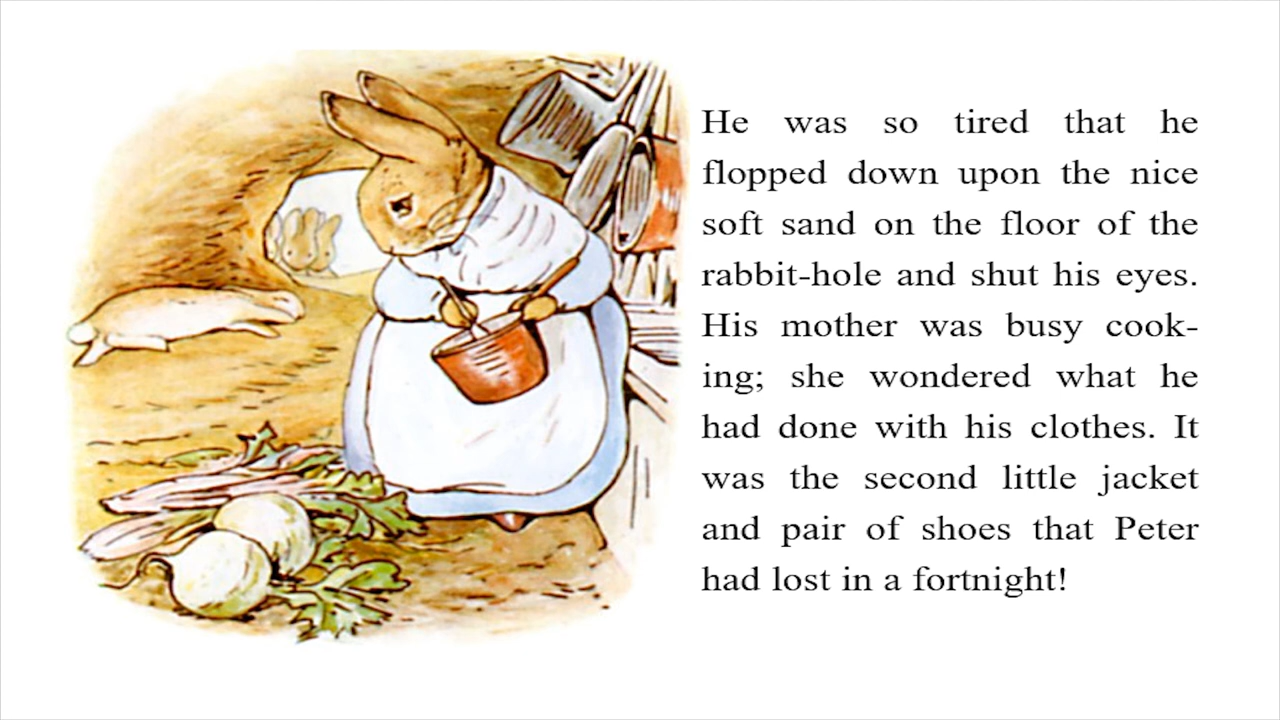 He was so tired that he
flopped down upon the nice
soft sand on the floor of the
rabbit-hole and shut his eyes.
His mother was busy cook-
ing; she wondered what he
had done with his clothes. It
was the second little jacket
and pair of shoes that Peter
had lost in a fortnight!